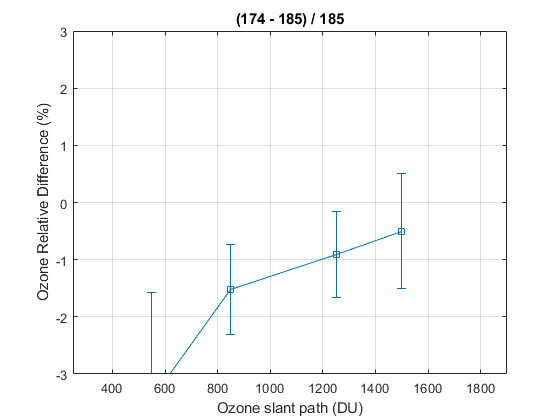 (174 - 185) / 185
Ozone Relative Difference (%)
3
2
1
0
-1
-2
-3
400 600 800 1000 1200 1400 1600 1800
Ozone slant path (DU)